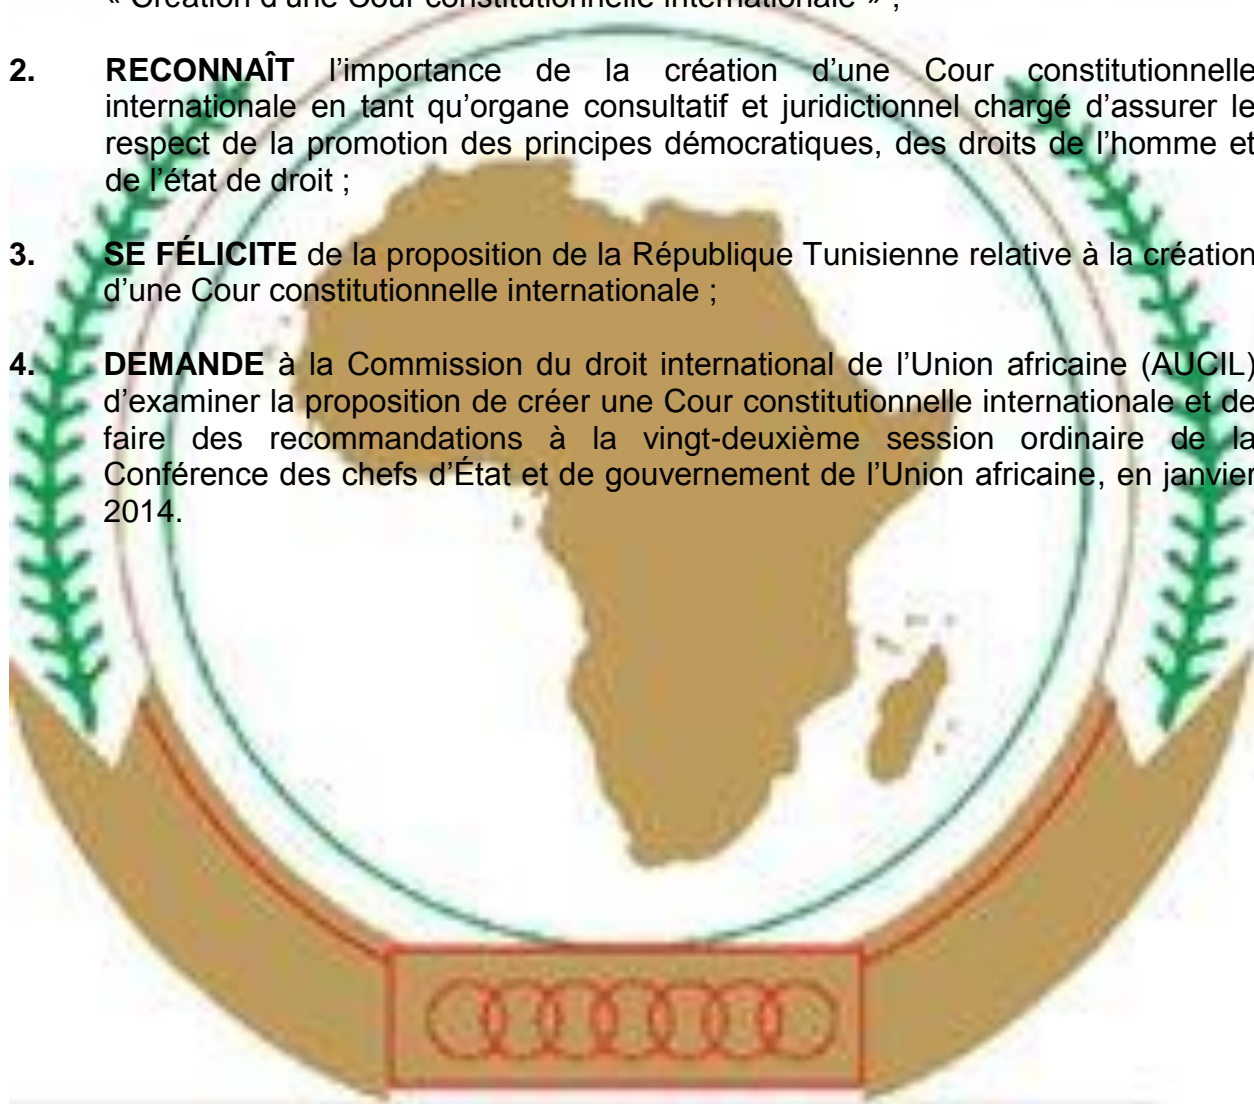 « Création d'une Cour constitutionnelle internationale » ;
2. RECONNAÎT l'importance de la création d'une Cour constitutionnelle
internationale en tant qu'organe consultatif et juridictionnel chargé d'assurer le
respect de la promotion des principes démocratiques, des droits de l'homme et
de l'état de droit ;
3. SE FÉLICITE de la proposition de la République Tunisienne relative à la création
d'une Cour constitutionnelle internationale ;
4. DEMANDE à la Commission du droit international de l'Union africaine (AUCIL)
d'examiner la proposition de créer une Cour constitutionnelle internationale et de
faire des recommandations à la vingt-deuxième session ordinaire de la
Conférence des chefs d'État et de gouvernement de l'Union africaine, en janvier
2014.